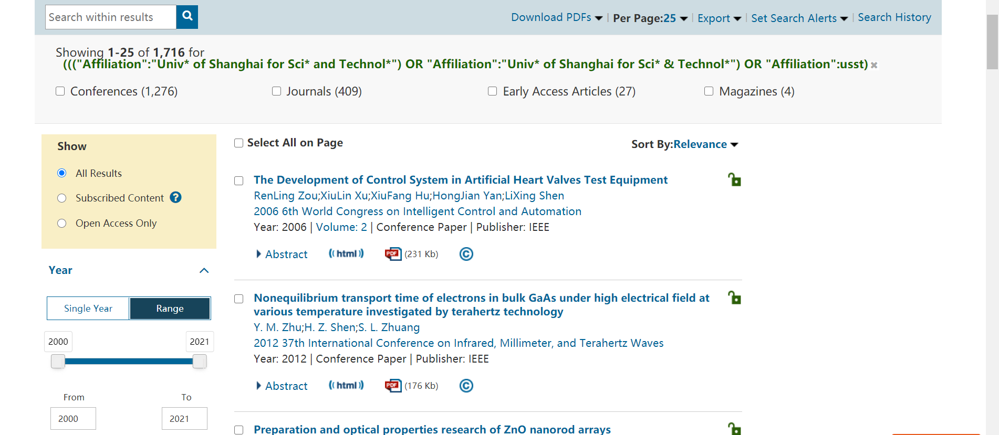 Search within results
Download PDFs | Per Page:25 | Export | Set Search Alerts | Search History
Showing 1-25 of 1,716 for
((("Affiliation":"Univ* of Shanghai for Sci* and Technol*") OR "Affiliation":"Univ* of Shanghai for Sci* & Technol*") OR "Affiliation":usst) ×
Conferences (1,276) Journals (409) Early Access Articles (27) Magazines (4)
Show
All Results
Subscribed Content ?
Open Access Only
Year
Single Year Range
2000 2021
From To
2000 2021
Select All on Page Sort By:Relevance
The Development of Control System in Artificial Heart Valves Test Equipment
RenLing Zou;XiuLin Xu;XiuFang Hu;HongJian Yan;LiXing Shen
2006 6th World Congress on Intelligent Control and Automation
Year: 2006 | Volume: 2 | Conference Paper | Publisher: IEEE
Abstract ((html)) PDF (231 Kb) ©
Nonequilibrium transport time of electrons in bulk GaAs under high electrical field at
various temperature investigated by terahertz technology
Y. M. Zhu;H. Z. Shen;S. L. Zhuang
2012 37th International Conference on Infrared, Millimeter, and Terahertz Waves
Year: 2012 | Conference Paper | Publisher: IEEE
Abstract ((html)) PDF (176 Kb) ©
Preparation and optical properties research of ZnO nanorod arrays